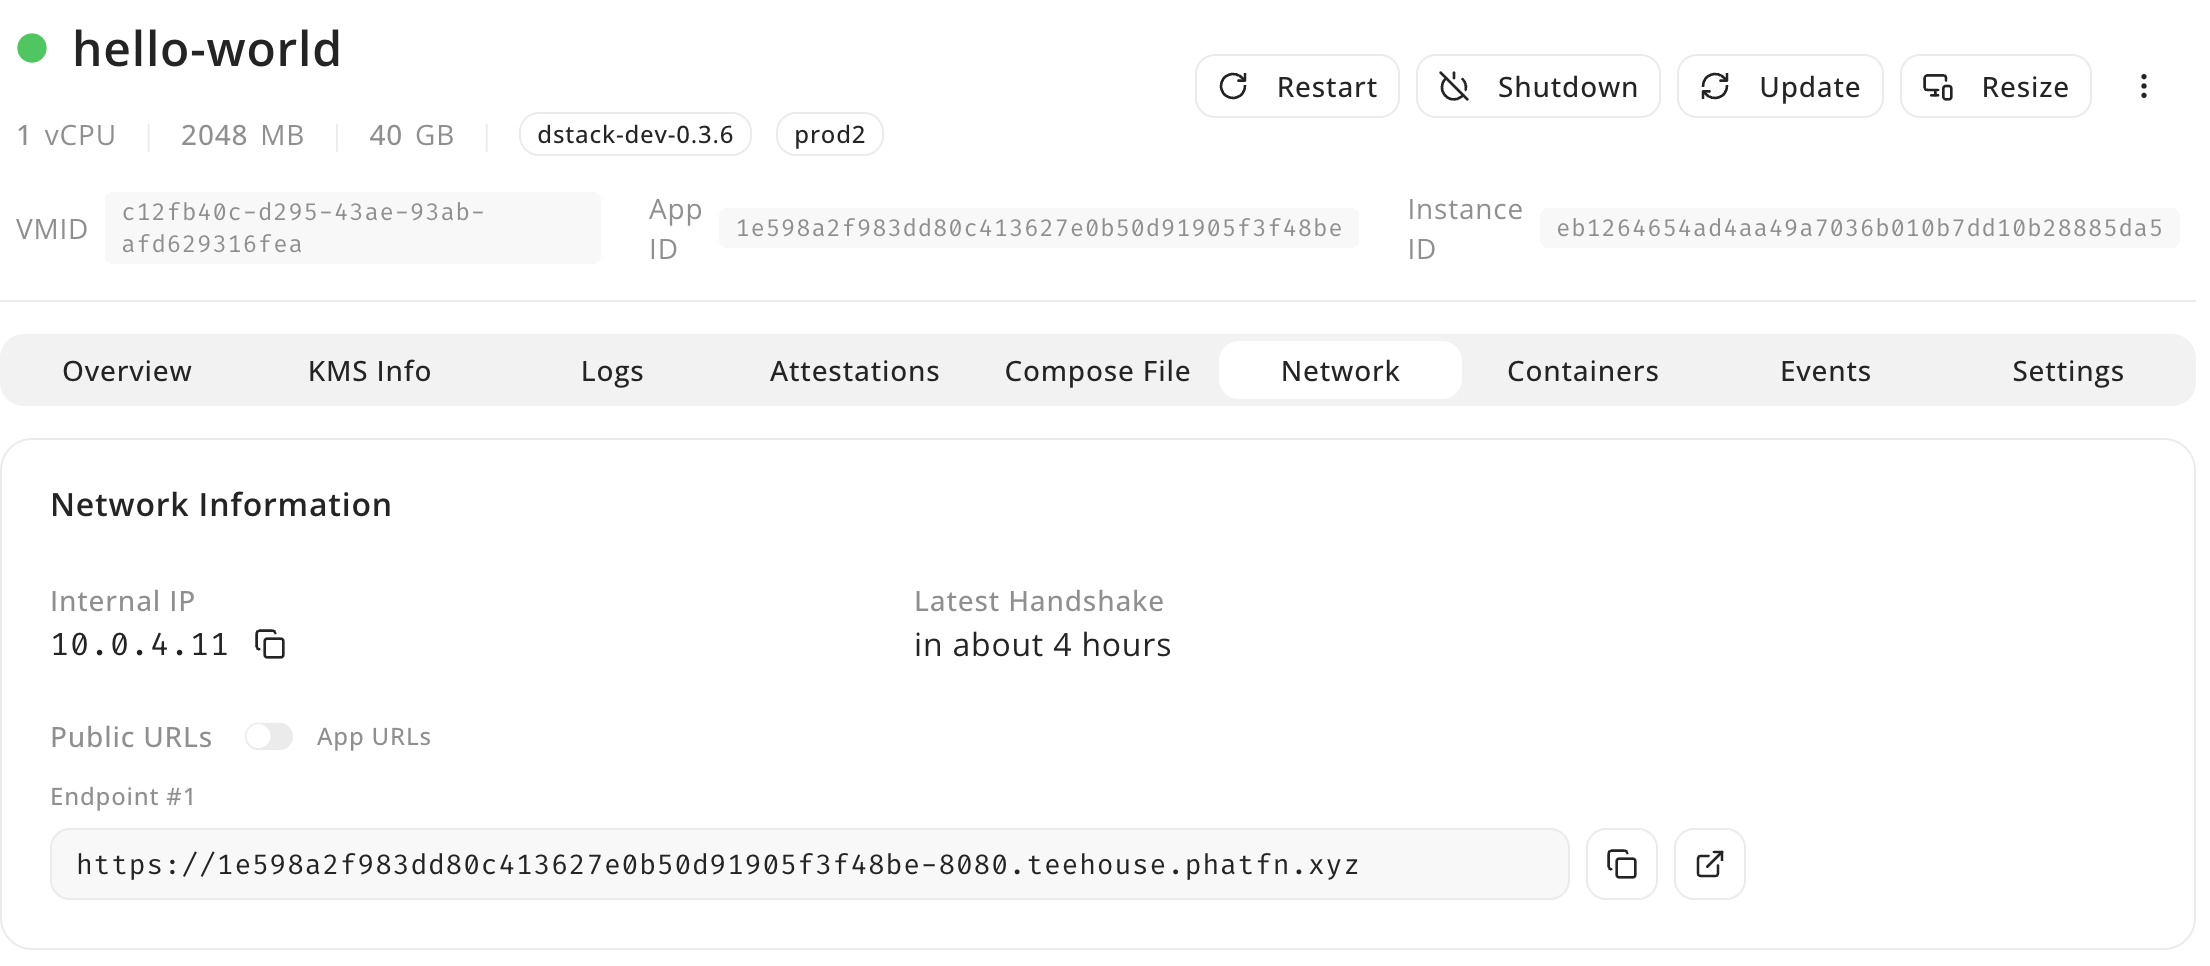 hello-world
Restart
Shutdown
Update
Resize
1 vCPU
2048 MB
40 GB
dstack-dev-0.3.6
prod2
VMID
c12fb40c-d295-43ae-93ab-
afd629316fea
App
ID
1e598a2f983dd80c413627e0b50d91905f3f48be
Instance
ID
eb1264654ad4aa49a7036b010b7dd10b28885da5
Overview
KMS Info
Logs
Attestations
Compose File
Network
Containers
Events
Settings
Network Information
Internal IP
10.0.4.11
Latest Handshake
in about 4 hours
Public URLs
App URLs
Endpoint #1
https://1e598a2f983dd80c413627e0b50d91905f3f48be-8080.teehouse.phatfn.xyz